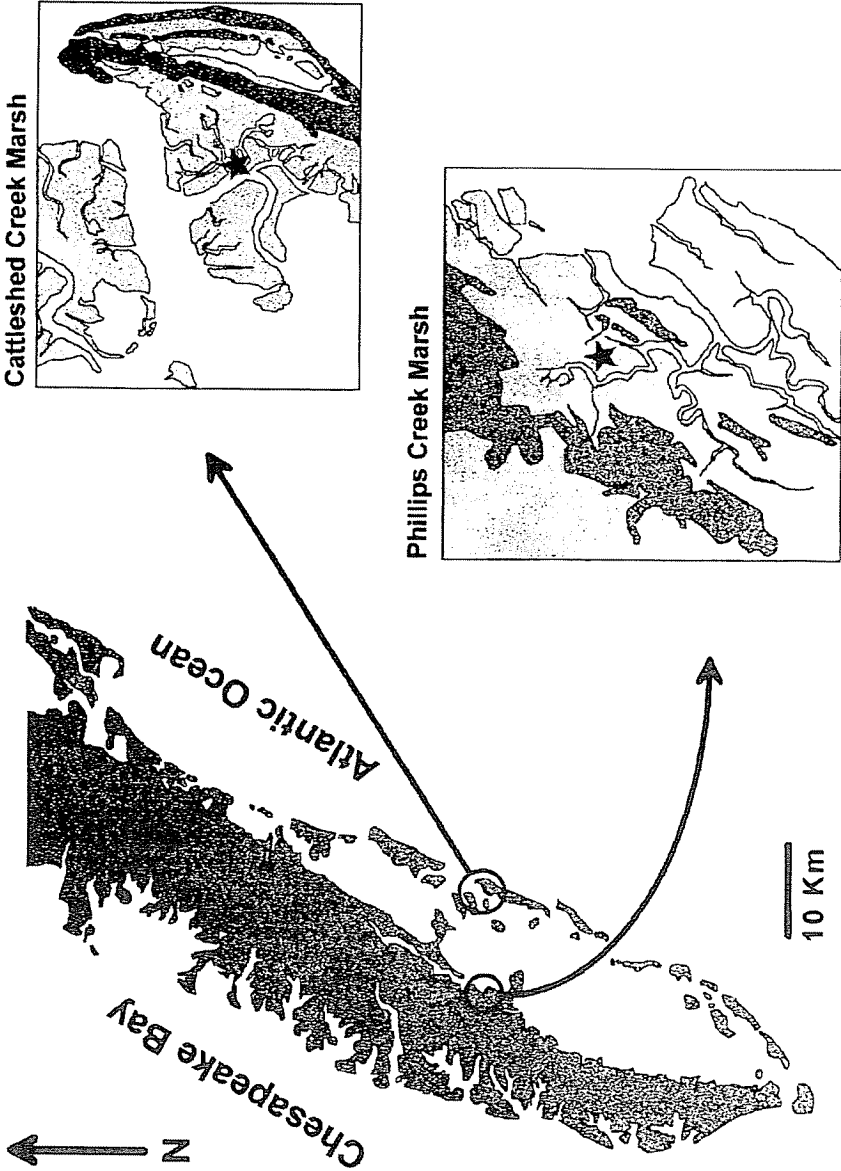 Cattleshed Creek Marsh
Phillips Creek Marsh
Atlantic Ocean
Chesapeake Bay
10 Km
N